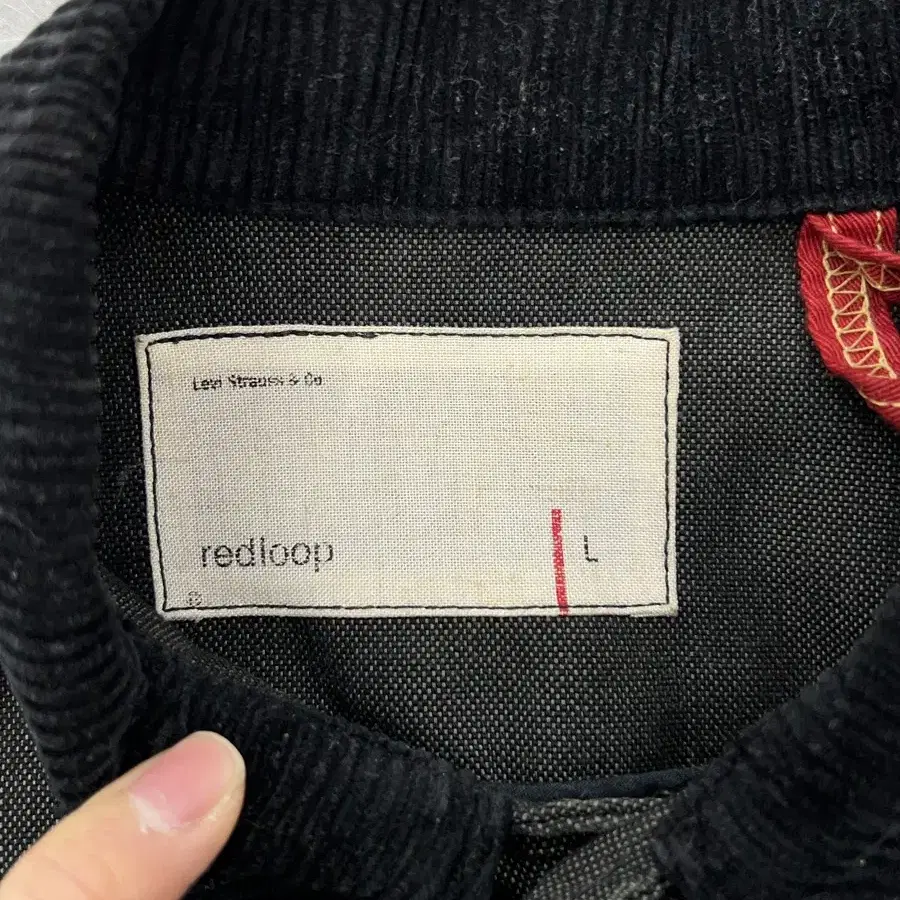 Levi Strauss & Co
redloop
L
®